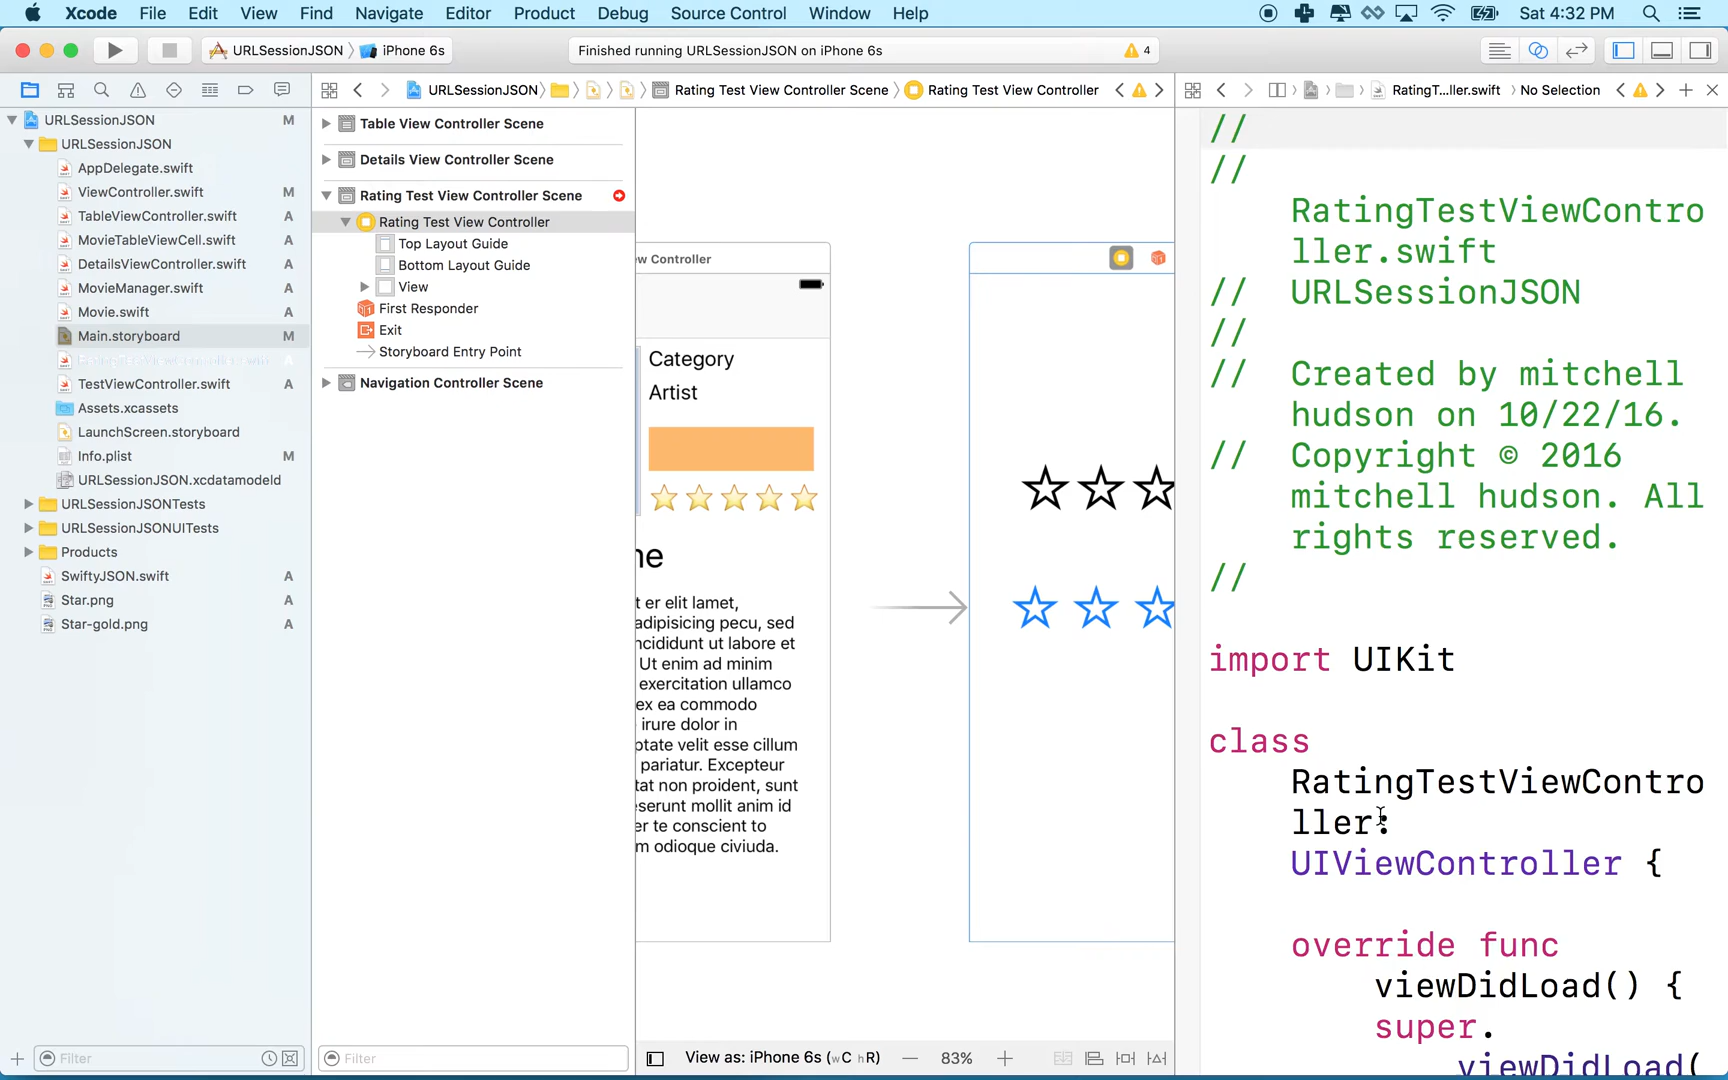 Xcode File Edit View Find Navigate Editor Product Debug Source Control Window Help Sat 4:32 PM
URLSessionJSON iPhone 6s Finished running URLSessionJSON on iPhone 6s 4
URLSessionJSON Rating Test View Controller Scene Rating Test View Controller RatingT...ller.swift No Selection
URLSessionJSON M
URLSessionJSON
AppDelegate.swift
ViewController.swift M
TableViewController.swift A
MovieTableViewCell.swift A
DetailsViewController.swift A
MovieManager.swift A
Movie.swift A
Main.storyboard M
RatingTestViewController.swift A
TestViewController.swift A
Assets.xcassets
LaunchScreen.storyboard
Info.plist M
URLSessionJSON.xcdatamodeld
URLSessionJSONTests
URLSessionJSONUITests
Products
SwiftyJSON.swift A
Star.png A
Star-gold.png A
Filter
Table View Controller Scene
Details View Controller Scene
Rating Test View Controller Scene
Rating Test View Controller
Top Layout Guide
Bottom Layout Guide
View
First Responder
Exit
Storyboard Entry Point
Navigation Controller Scene
Filter
w Controller
Category
Artist
ne
t er elit lamet,
adipisicing pecu, sed
ncididunt ut labore et
Ut enim ad minim
exercitation ullamco
ex ea commodo
irure dolor in
ptate velit esse cillum
pariatur. Excepteur
tat non proident, sunt
eserunt mollit anim id
er te conscient to
m odioque civiuda.
View as: iPhone 6s (wC hR) — 83% +
//
//
RatingTestViewContro
ller.swift
// URLSessionJSON
//
// Created by mitchell
hudson on 10/22/16.
// Copyright © 2016
mitchell hudson. All
rights reserved.
//
import UIKit
class
RatingTestViewContro
ller:
UIViewController {
override func
viewDidLoad() {
super.
viewDidLoad(